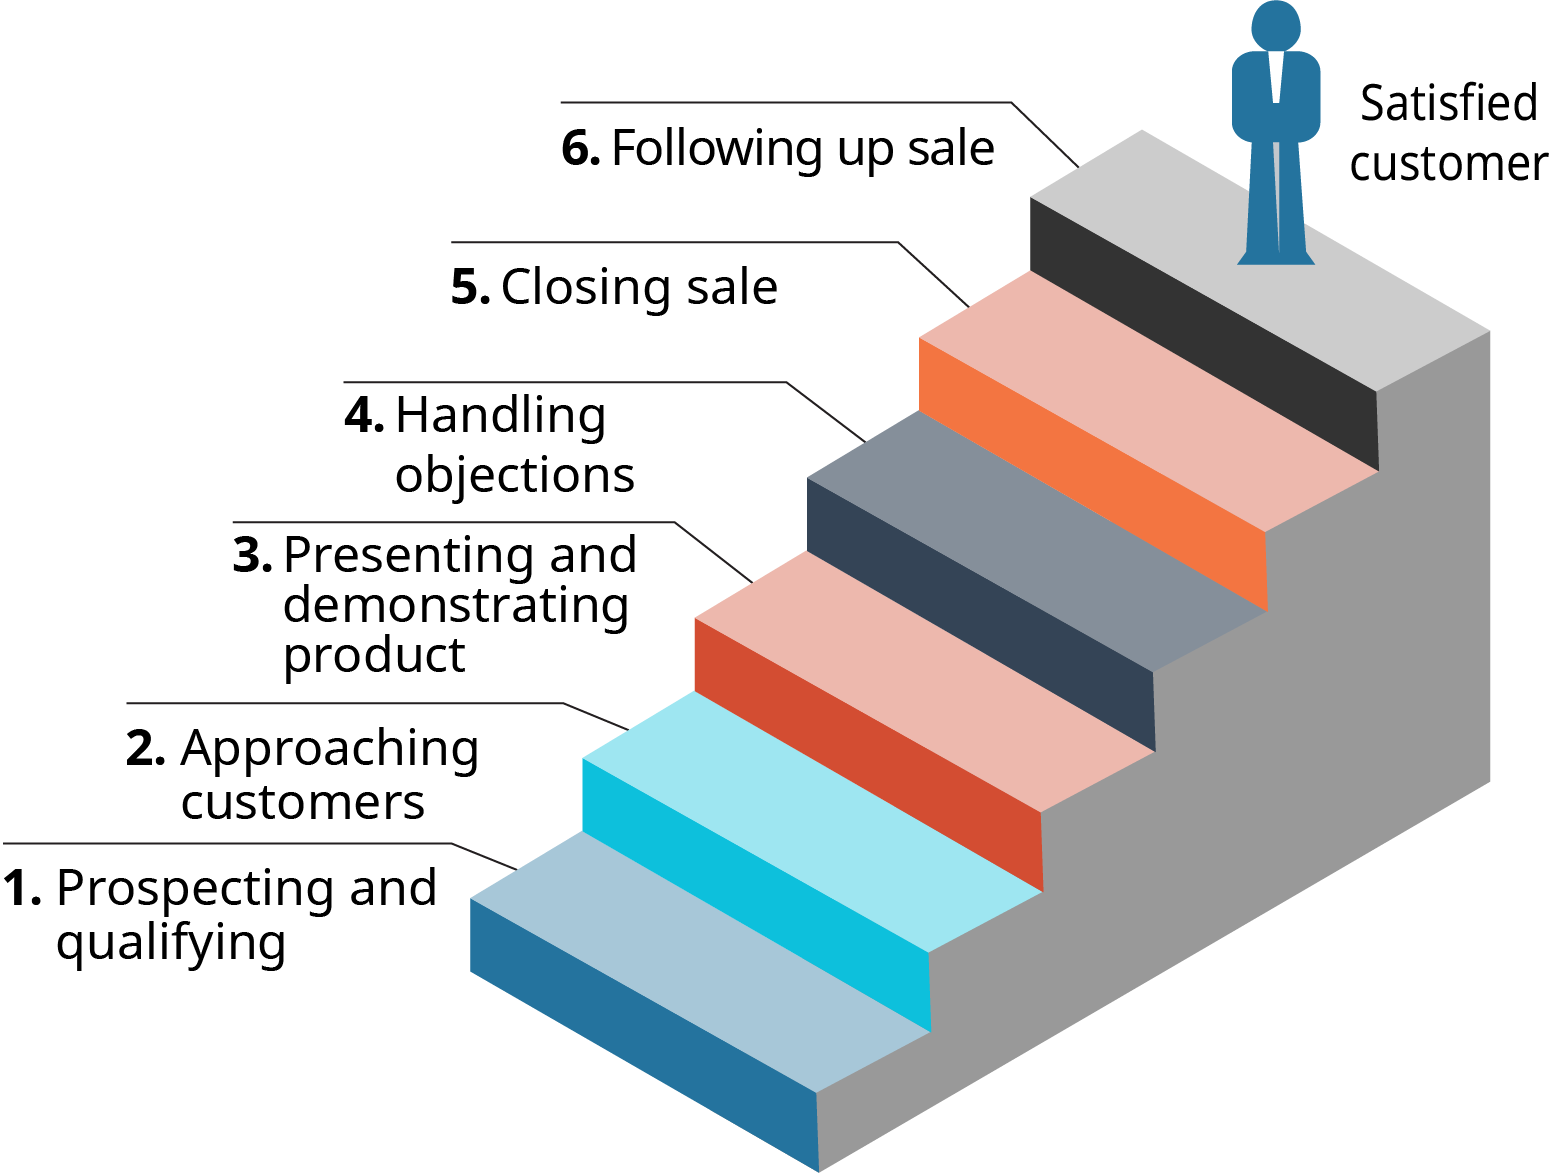 Satisfied
customer
6. Following up sale
5. Closing sale
4. Handling
objections
3. Presenting and
demonstrating
product
2. Approaching
customers
1. Prospecting and
qualifying